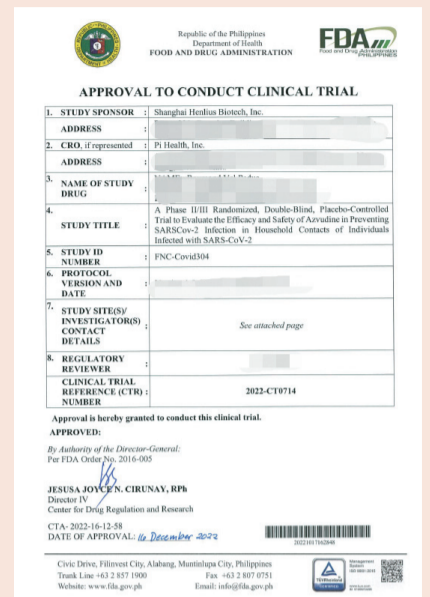 Republic of the Philippines
Department of Health
FOOD AND DRUG ADMINISTRATION
FDA
Food and Drug Administration
PHILIPPINES
APPROVAL TO CONDUCT CLINICAL TRIAL
1. STUDY SPONSOR : Shanghai Henlius Biotech, Inc.
ADDRESS :
2. CRO, if represented : Pi Health, Inc.
ADDRESS :
3. NAME OF STUDY
DRUG :
4. STUDY TITLE : A Phase II/III Randomized, Double-Blind, Placebo-Controlled
Trial to Evaluate the Efficacy and Safety of Azvudine in Preventing
SARSCov-2 Infection in Household Contacts of Individuals
Infected with SARS-CoV-2
5. STUDY ID
NUMBER : FNC-Covid304
6. PROTOCOL
VERSION AND
DATE :
7. STUDY SITE(S)/
INVESTIGATOR(S)
CONTACT
DETAILS : See attached page
8. REGULATORY
REVIEWER :
CLINICAL TRIAL
REFERENCE (CTR) : 2022-CT0714
NUMBER
Approval is hereby granted to conduct this clinical trial.
APPROVED:
By Authority of the Director-General:
Per FDA Order No. 2016-005
JESUSA JOYCE N. CIRUNAY, RPh
Director IV
Center for Drug Regulation and Research
CTA- 2022-16-12-58
DATE OF APPROVAL: 16 December 2022
20221017162848
Civic Drive, Filinvest City, Alabang, Muntinlupa City, Philippines
Trunk Line +63 2 857 1900 Fax +63 2 807 0751
Website: www.fda.gov.ph Email: info@fda.gov.ph
Management
System